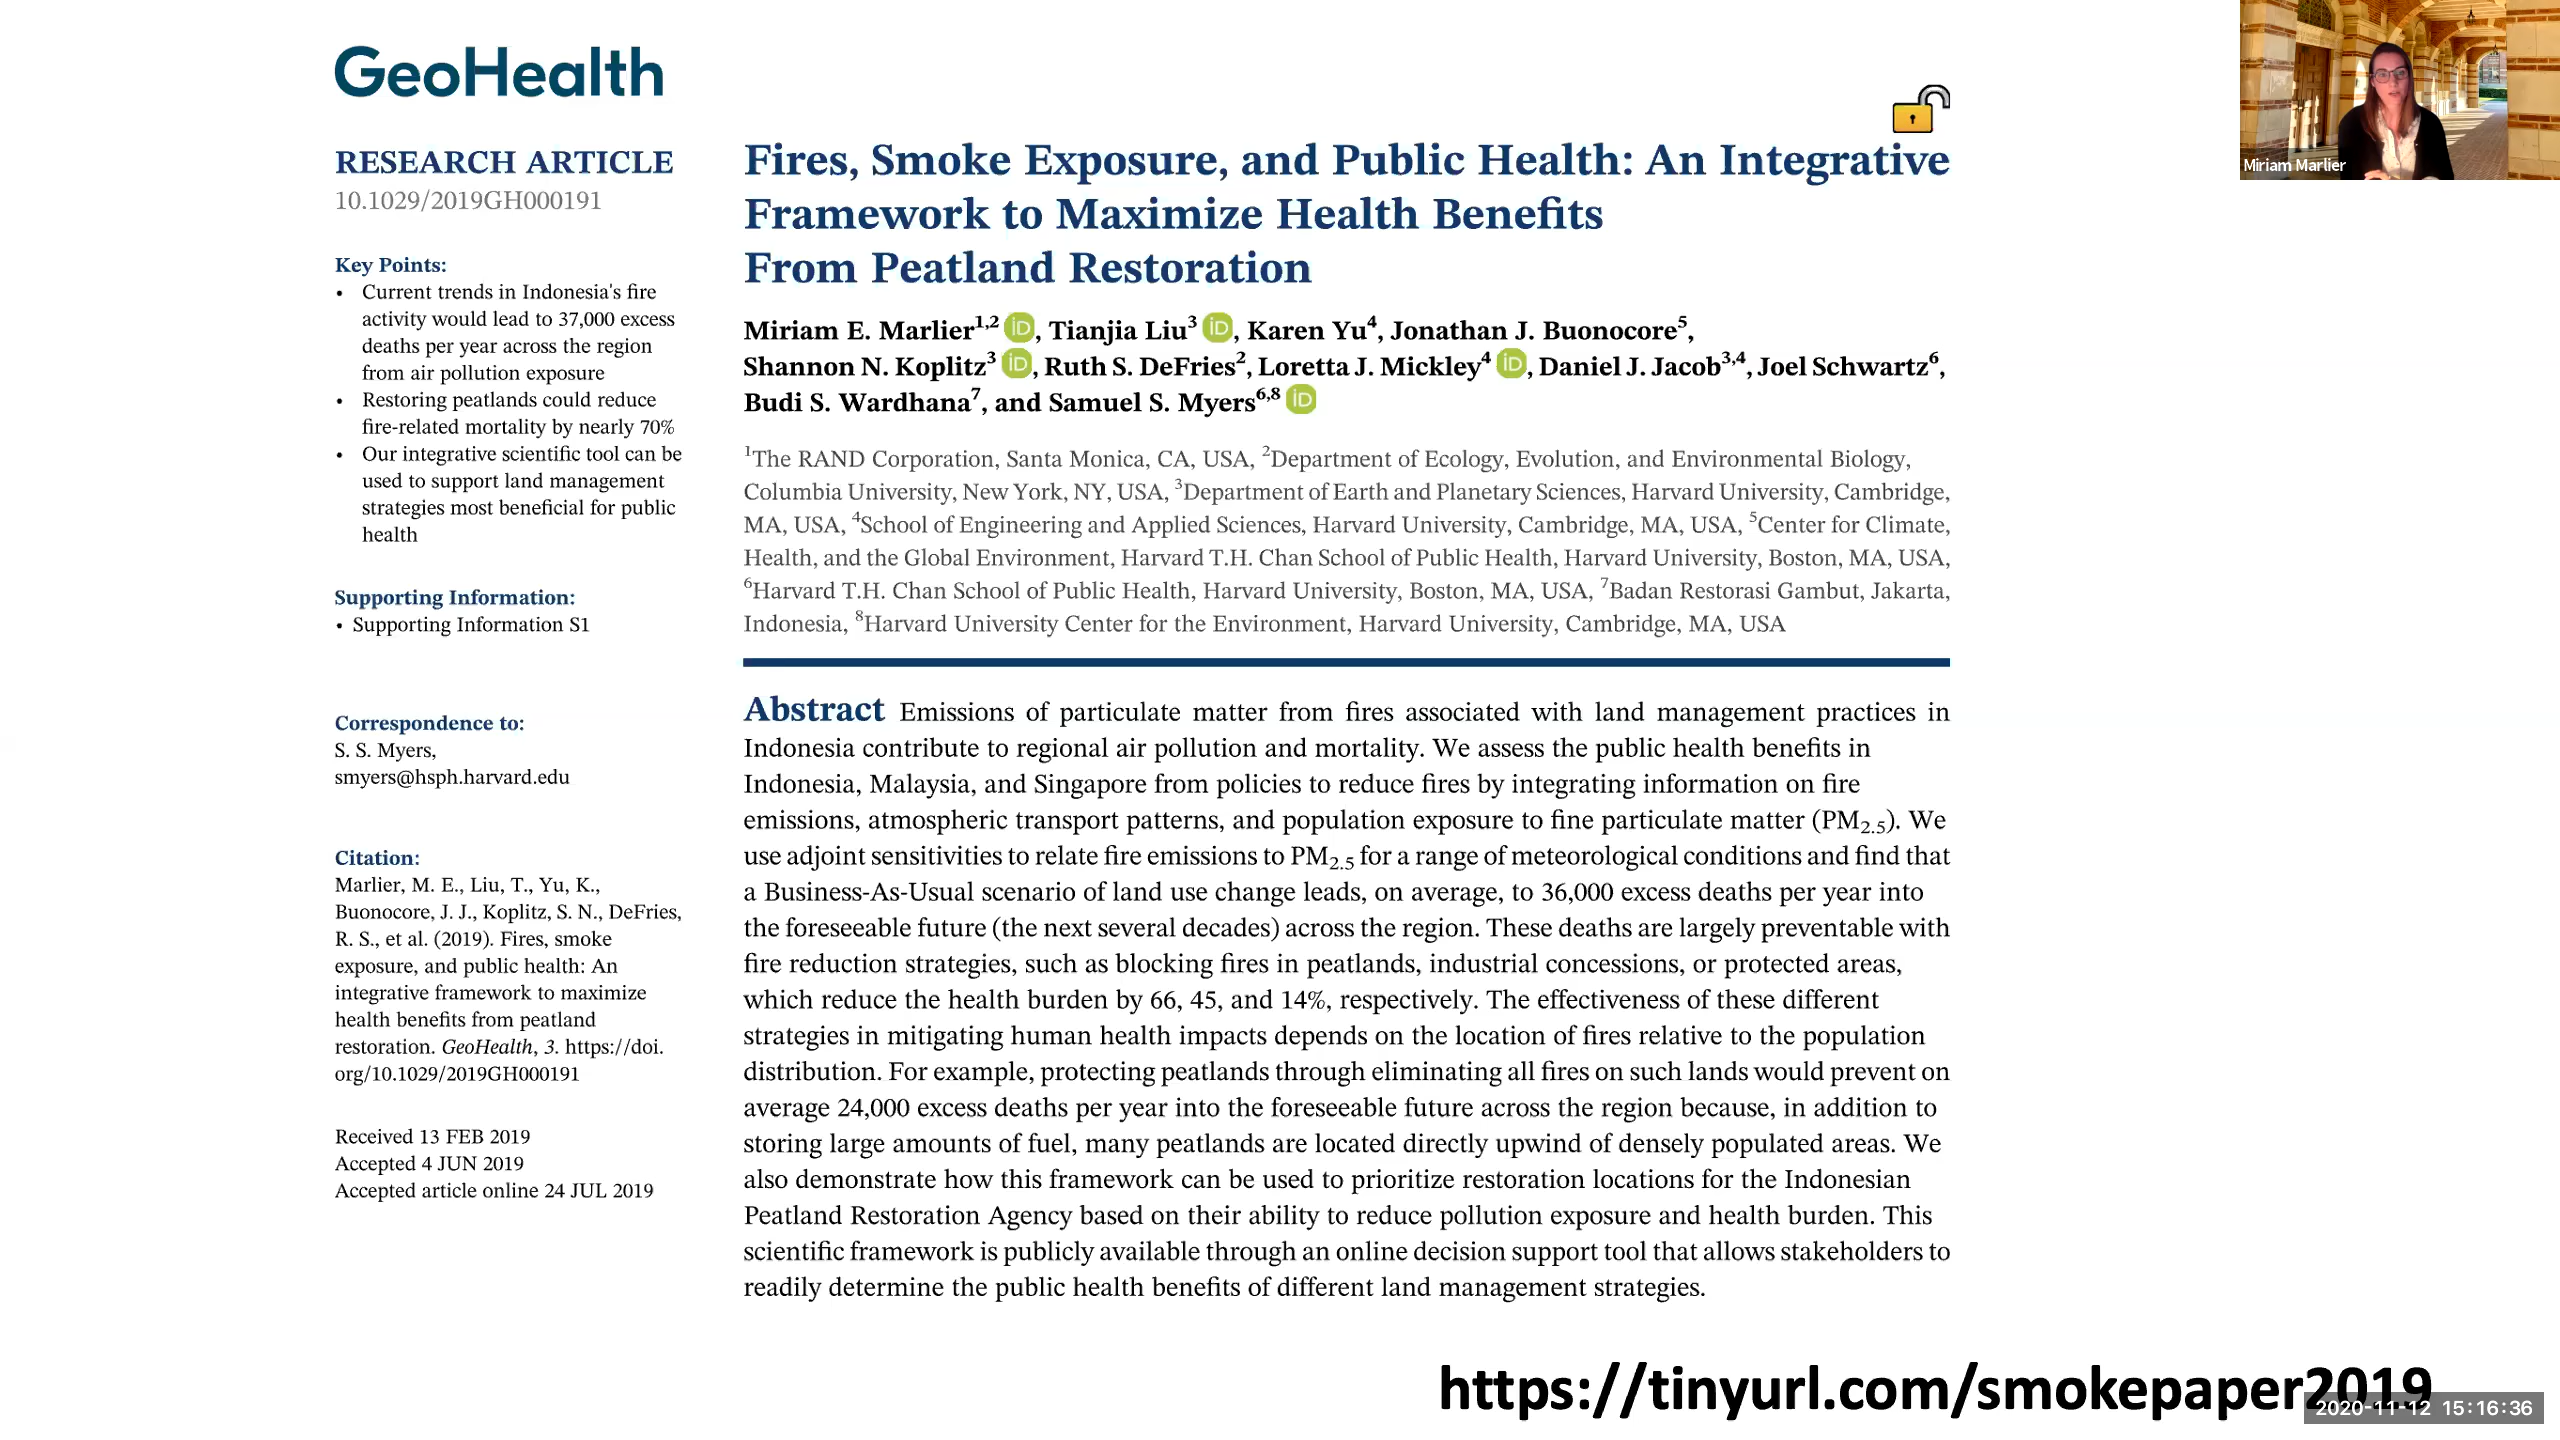 GeoHealth
RESEARCH ARTICLE
10.1029/2019GH000191
Key Points:
• Current trends in Indonesia's fire
activity would lead to 37,000 excess
deaths per year across the region
from air pollution exposure
• Restoring peatlands could reduce
fire-related mortality by nearly 70%
• Our integrative scientific tool can be
used to support land management
strategies most beneficial for public
health
Supporting Information:
• Supporting Information S1
Correspondence to:
S. S. Myers,
smyers@hsph.harvard.edu
Citation:
Marlier, M. E., Liu, T., Yu, K.,
Buonocore, J. J., Koplitz, S. N., DeFries,
R. S., et al. (2019). Fires, smoke
exposure, and public health: An
integrative framework to maximize
health benefits from peatland
restoration. GeoHealth, 3. https://doi.
org/10.1029/2019GH000191
Received 13 FEB 2019
Accepted 4 JUN 2019
Accepted article online 24 JUL 2019
Fires, Smoke Exposure, and Public Health: An Integrative
Framework to Maximize Health Benefits
From Peatland Restoration
Miriam E. Marlier1,2 iD, Tianjia Liu3 iD, Karen Yu4, Jonathan J. Buonocore5,
Shannon N. Koplitz3 iD, Ruth S. DeFries2, Loretta J. Mickley4 iD, Daniel J. Jacob3,4, Joel Schwartz6,
Budi S. Wardhana7, and Samuel S. Myers6,8 iD
1The RAND Corporation, Santa Monica, CA, USA, 2Department of Ecology, Evolution, and Environmental Biology,
Columbia University, New York, NY, USA, 3Department of Earth and Planetary Sciences, Harvard University, Cambridge,
MA, USA, 4School of Engineering and Applied Sciences, Harvard University, Cambridge, MA, USA, 5Center for Climate,
Health, and the Global Environment, Harvard T.H. Chan School of Public Health, Harvard University, Boston, MA, USA,
6Harvard T.H. Chan School of Public Health, Harvard University, Boston, MA, USA, 7Badan Restorasi Gambut, Jakarta,
Indonesia, 8Harvard University Center for the Environment, Harvard University, Cambridge, MA, USA
Abstract Emissions of particulate matter from fires associated with land management practices in
Indonesia contribute to regional air pollution and mortality. We assess the public health benefits in
Indonesia, Malaysia, and Singapore from policies to reduce fires by integrating information on fire
emissions, atmospheric transport patterns, and population exposure to fine particulate matter (PM2.5). We
use adjoint sensitivities to relate fire emissions to PM2.5 for a range of meteorological conditions and find that
a Business-As-Usual scenario of land use change leads, on average, to 36,000 excess deaths per year into
the foreseeable future (the next several decades) across the region. These deaths are largely preventable with
fire reduction strategies, such as blocking fires in peatlands, industrial concessions, or protected areas,
which reduce the health burden by 66, 45, and 14%, respectively. The effectiveness of these different
strategies in mitigating human health impacts depends on the location of fires relative to the population
distribution. For example, protecting peatlands through eliminating all fires on such lands would prevent on
average 24,000 excess deaths per year into the foreseeable future across the region because, in addition to
storing large amounts of fuel, many peatlands are located directly upwind of densely populated areas. We
also demonstrate how this framework can be used to prioritize restoration locations for the Indonesian
Peatland Restoration Agency based on their ability to reduce pollution exposure and health burden. This
scientific framework is publicly available through an online decision support tool that allows stakeholders to
readily determine the public health benefits of different land management strategies.
https://tinyurl.com/smokepaper2019
2020-11-12 15:16:36
Miriam Marlier